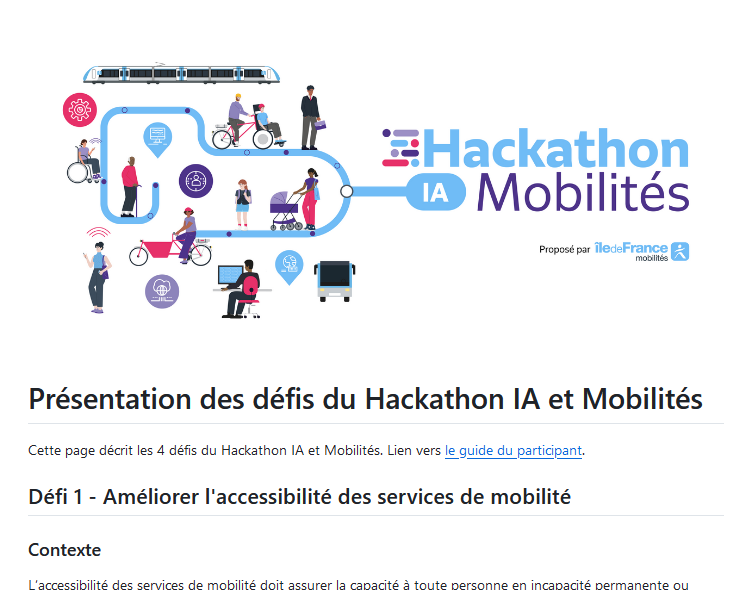 Hackathon
IA Mobilités
Proposé par îledeFrance
mobilités
Présentation des défis du Hackathon IA et Mobilités
Cette page décrit les 4 défis du Hackathon IA et Mobilités. Lien vers le guide du participant.
Défi 1 - Améliorer l'accessibilité des services de mobilité
Contexte
L'accessibilité des services de mobilité doit assurer la capacité à toute personne en incapacité permanente ou